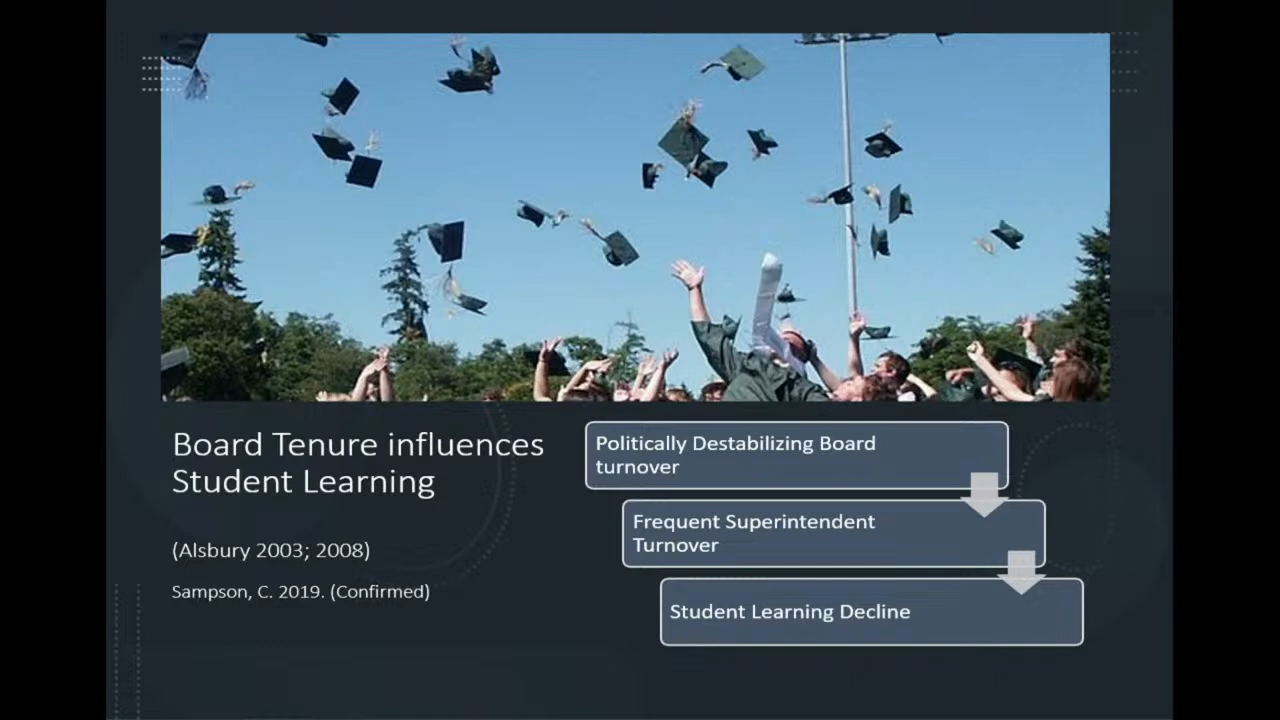 Board Tenure influences
Student Learning
(Alsbury 2003; 2008)
Sampson, C. 2019. (Confirmed)
Politically Destabilizing Board
turnover
Frequent Superintendent
Turnover
Student Learning Decline